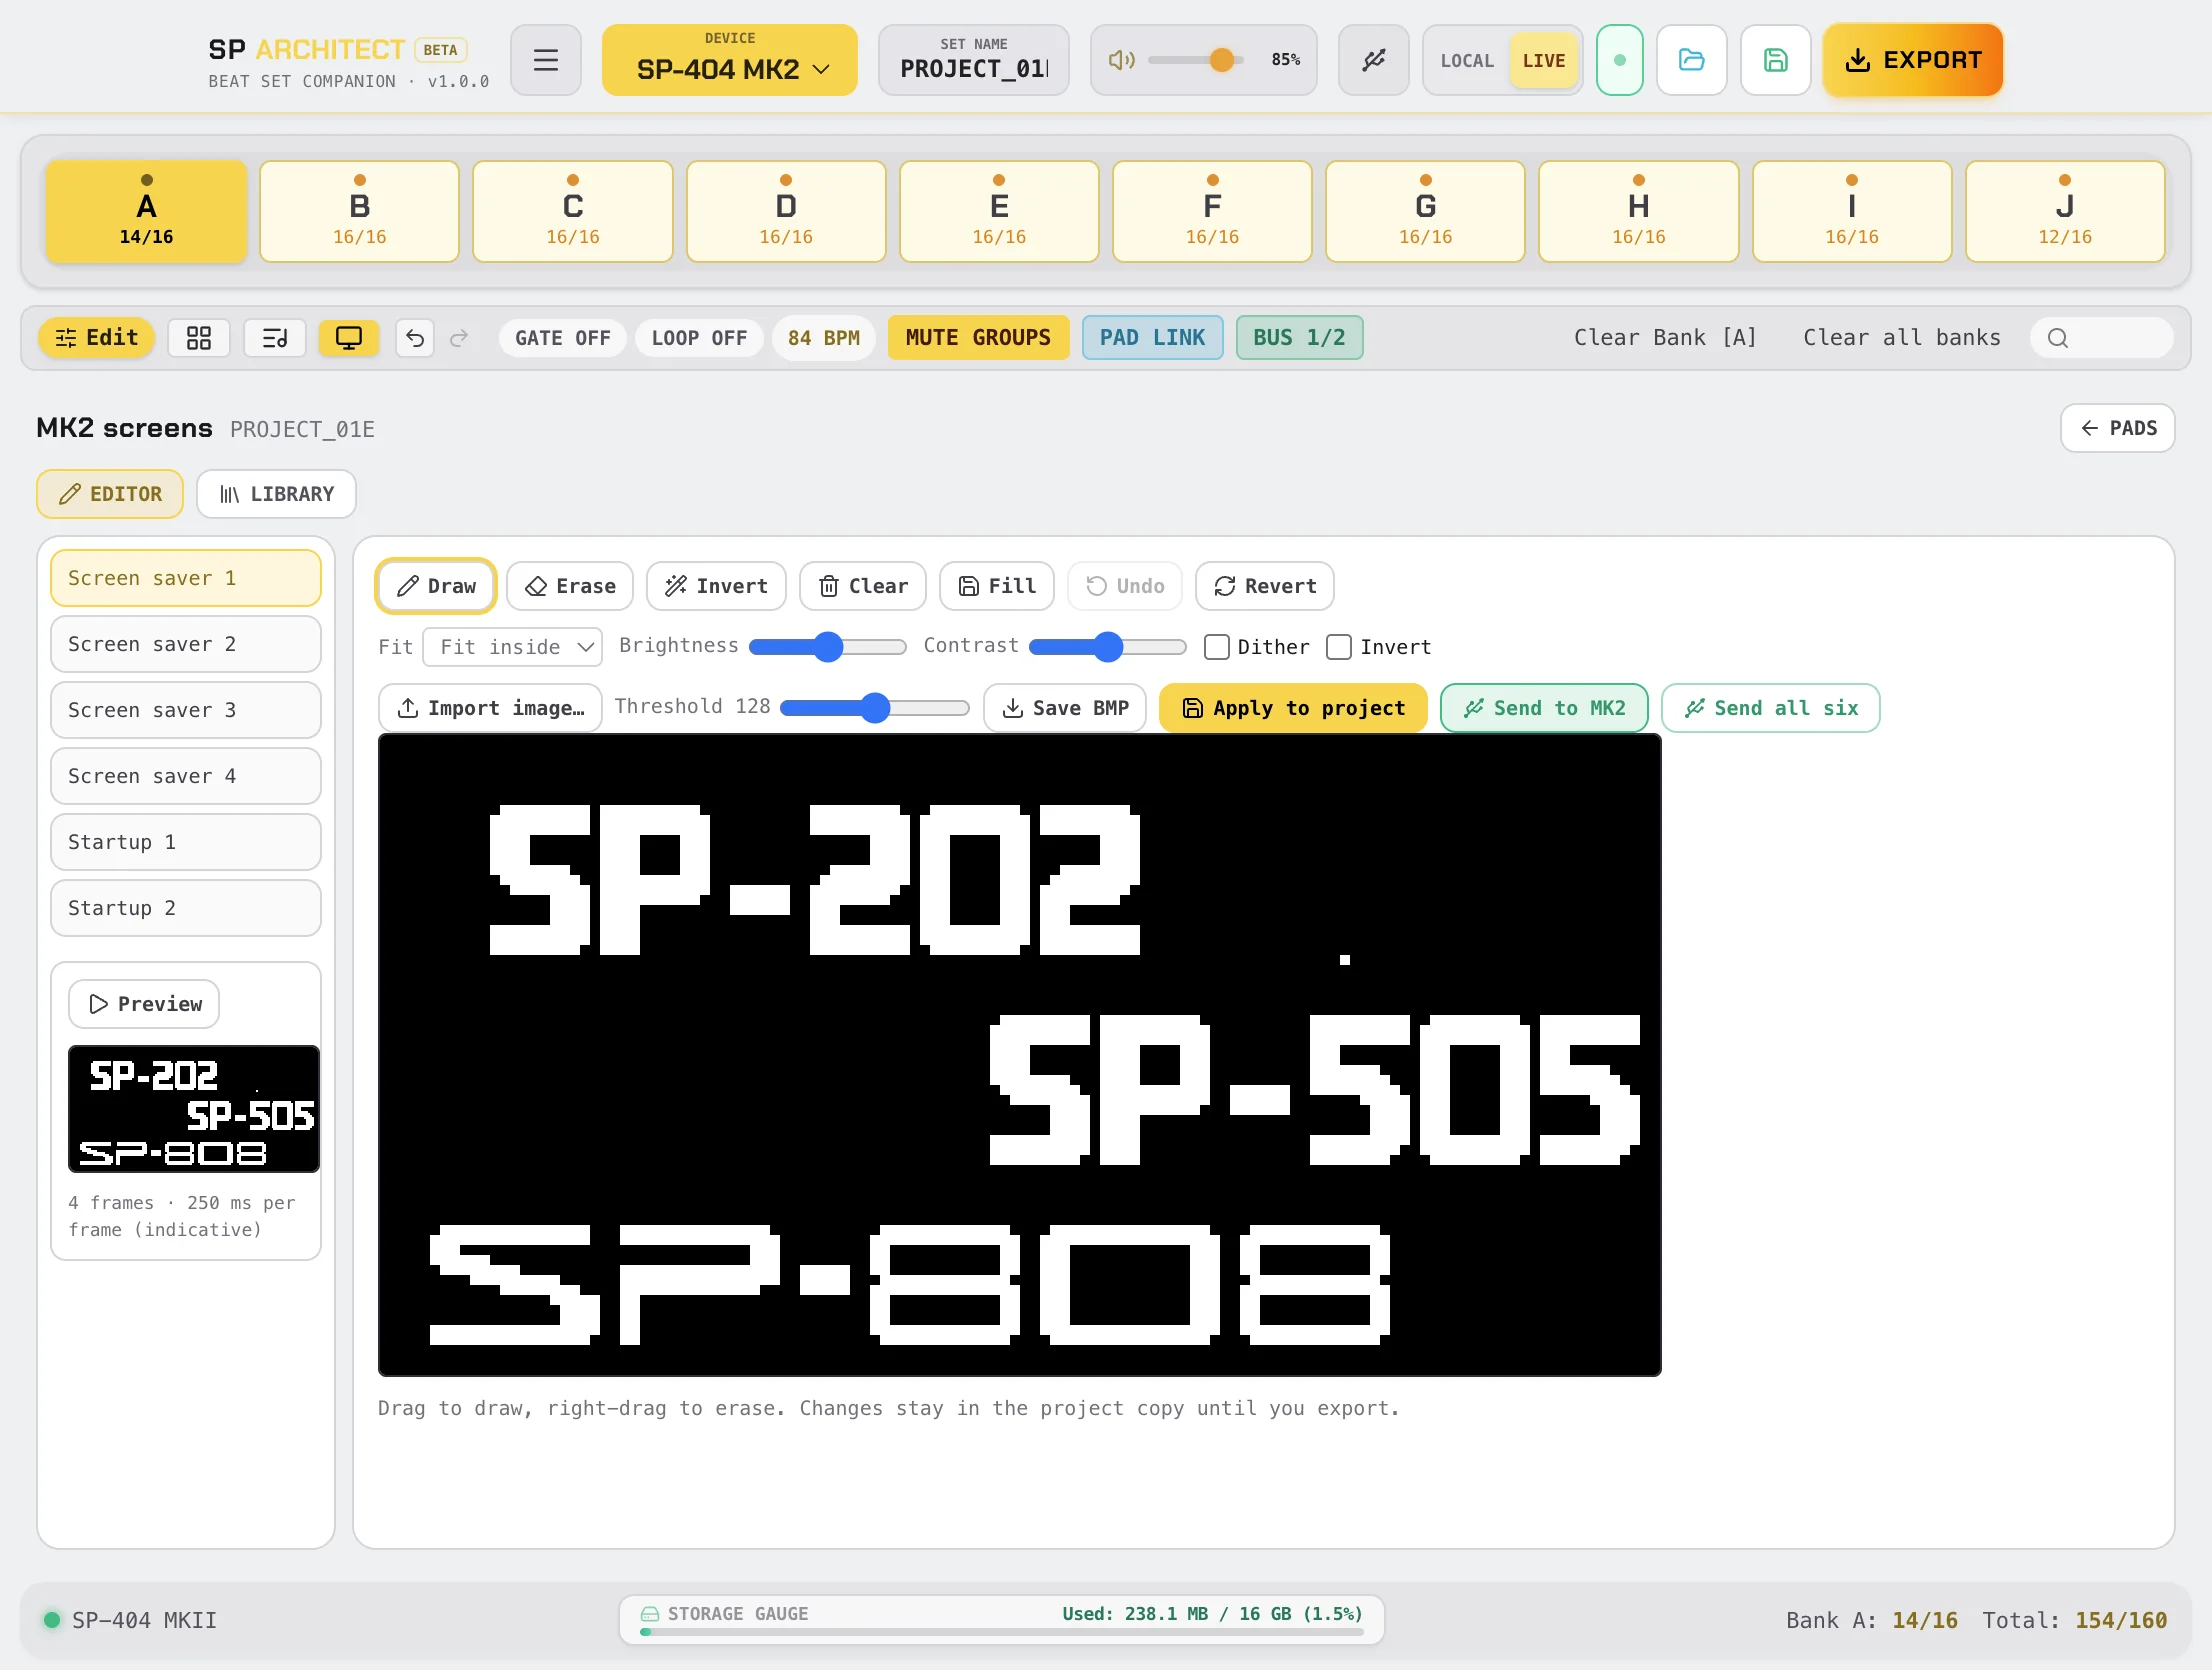 SP ARCHITECT BETA
BEAT SET COMPANION · v1.0.0
DEVICE
SP-404 MK2
SET NAME
PROJECT_01
85%
LOCAL LIVE
EXPORT
A
14/16
B
16/16
C
16/16
D
16/16
E
16/16
F
16/16
G
16/16
H
16/16
I
16/16
J
12/16
Edit
GATE OFF
LOOP OFF
84 BPM
MUTE GROUPS
PAD LINK
BUS 1/2
Clear Bank [A]
Clear all banks
MK2 screens PROJECT_01E
PADS
EDITOR
LIBRARY
Screen saver 1
Screen saver 2
Screen saver 3
Screen saver 4
Startup 1
Startup 2
Preview
SP-202
SP-505
SP-808
4 frames · 250 ms per
frame (indicative)
Draw
Erase
Invert
Clear
Fill
Undo
Revert
Fit
Fit inside
Brightness
Contrast
Dither
Invert
Import image…
Threshold 128
Save BMP
Apply to project
Send to MK2
Send all six
SP-202
SP-505
SP-808
Drag to draw, right-drag to erase. Changes stay in the project copy until you export.
SP-404 MKII
STORAGE GAUGE
Used: 238.1 MB / 16 GB (1.5%)
Bank A: 14/16 Total: 154/160